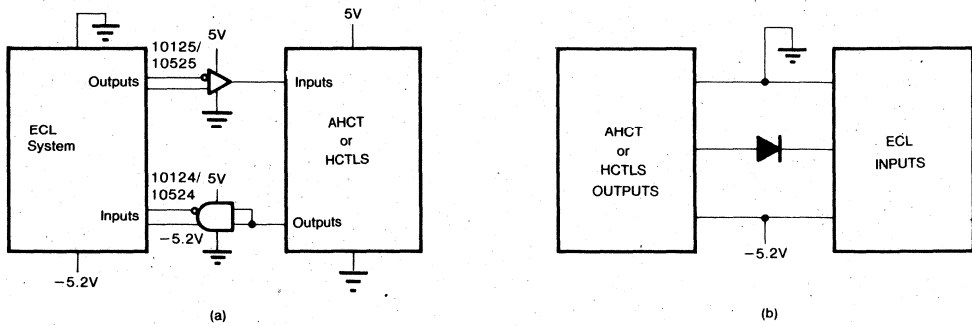 5V
10125/
10525
5V
Outputs
Inputs
ECL
System
AHCT
or
HCTLS
10124/
10524
5V
Inputs
Outputs
-5.2V
-5.2V
(a)
AHCT
or
HCTLS
OUTPUTS
ECL
INPUTS
-5.2V
(b)